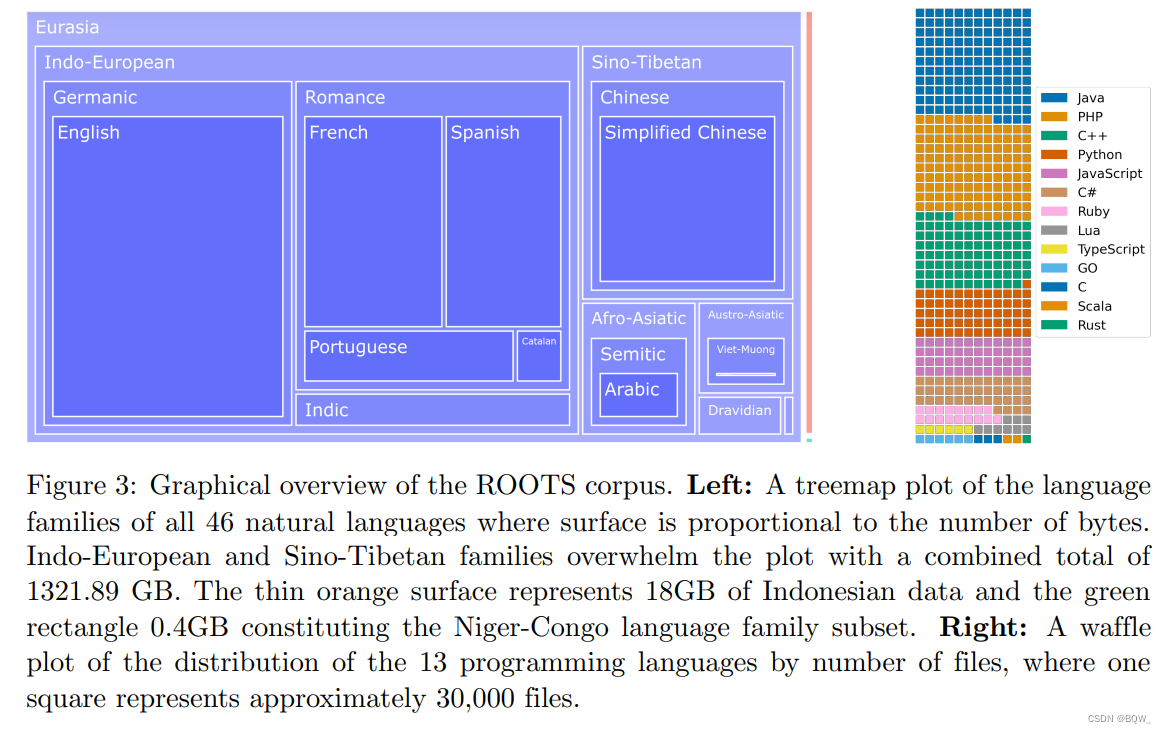 Eurasia
Indo-European
Sino-Tibetan
Germanic
Romance
Chinese
English
French
Spanish
Simplified Chinese
Portuguese
Catalan
Indic
Afro-Asiatic
Semitic
Arabic
Austro-Asiatic
Viet-Muong
Dravidian
Java
PHP
C++
Python
JavaScript
C#
Ruby
Lua
TypeScript
GO
C
Scala
Rust
Figure 3: Graphical overview of the ROOTS corpus. Left: A treemap plot of the language
families of all 46 natural languages where surface is proportional to the number of bytes.
Indo-European and Sino-Tibetan families overwhelm the plot with a combined total of
1321.89 GB. The thin orange surface represents 18GB of Indonesian data and the green
rectangle 0.4GB constituting the Niger-Congo language family subset. Right: A waffle
plot of the distribution of the 13 programming languages by number of files, where one
square represents approximately 30,000 files.
CSDN @BQW_